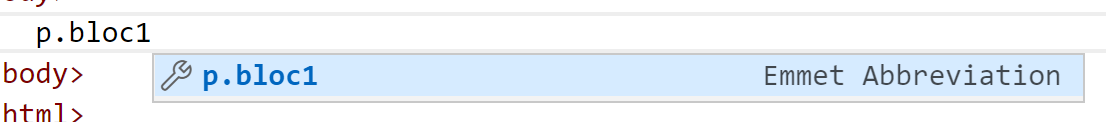 p.bloc1
p.bloc1 Emmet Abbreviation
body>
html>